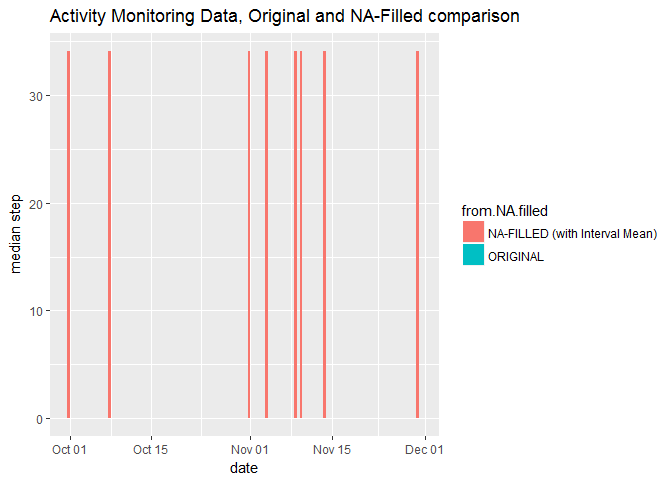 Activity Monitoring Data, Original and NA-Filled comparison
median step
30
20
10
0
Oct 01
Oct 15
Nov 01
Nov 15
Dec 01
date
from.NA.filled
NA-FILLED (with Interval Mean)
ORIGINAL